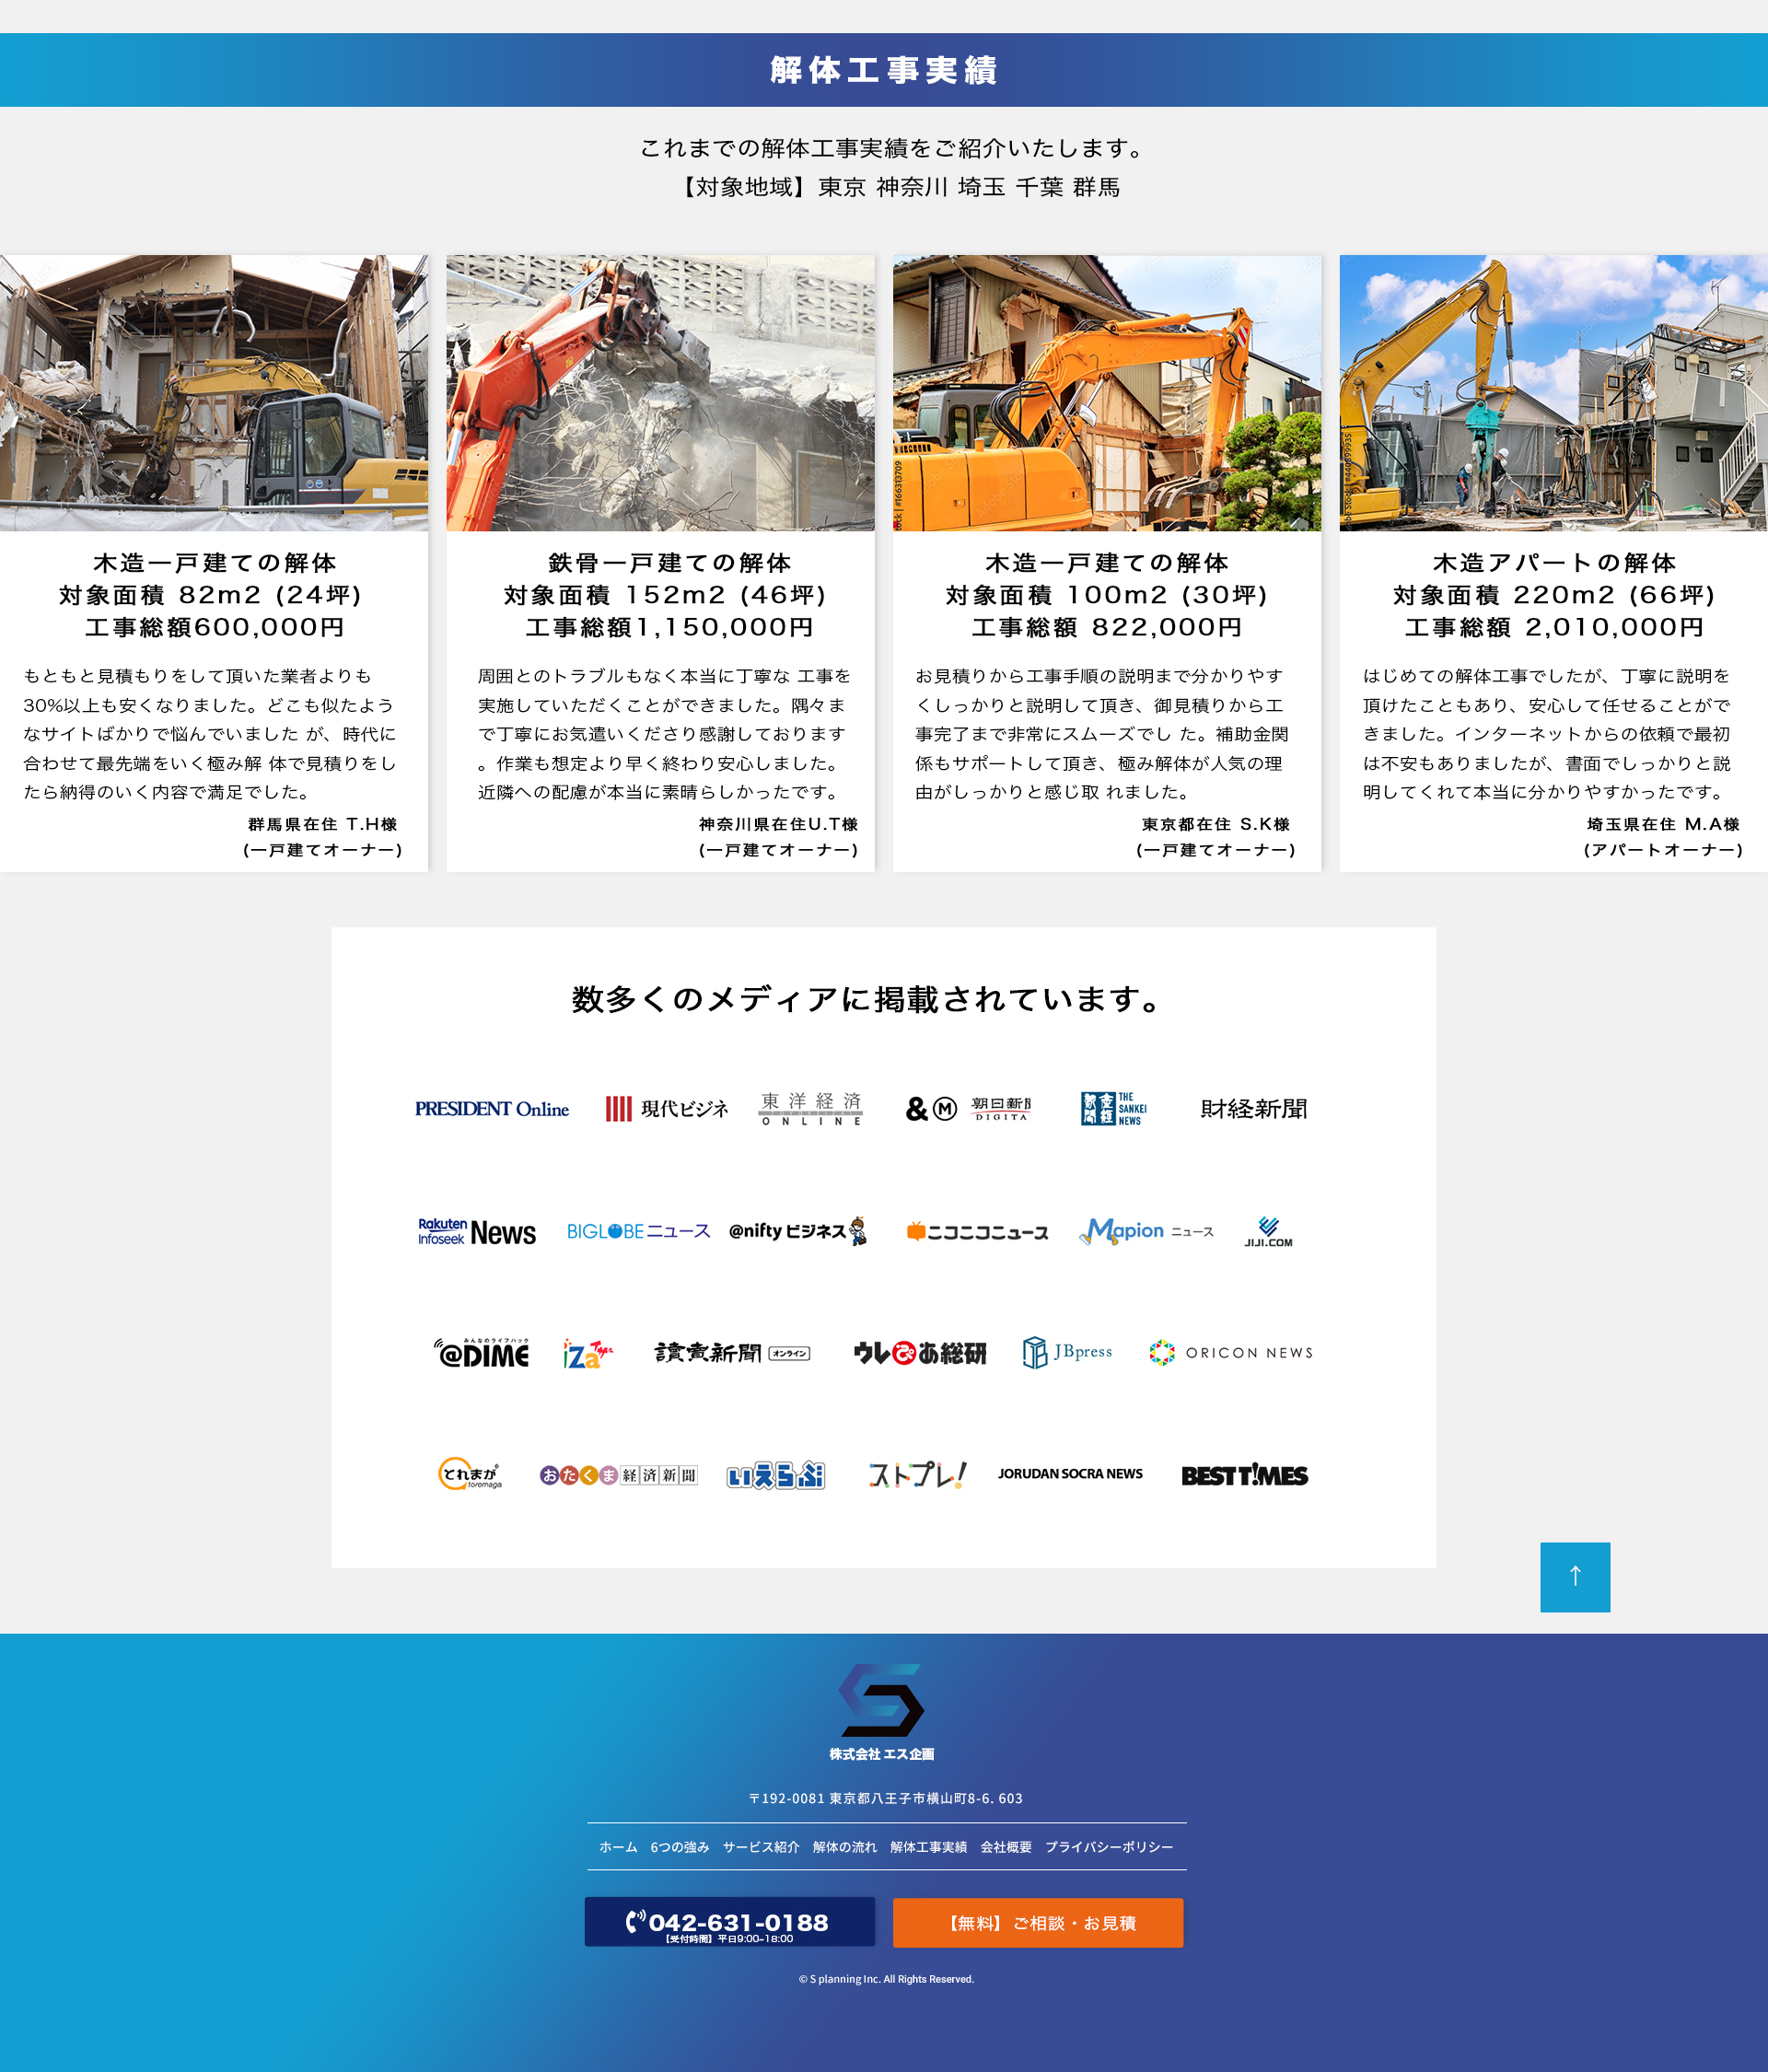 解体工事実績
これまでの解体工事実績をご紹介いたします。
【対象地域】東京 神奈川 埼玉 千葉 群馬
木造一戸建ての解体
対象面積 82m2 (24坪)
工事総額600,000円
もともと見積もりをして頂いた業者よりも
30%以上も安くなりました。どこも似たよう
なサイトばかりで悩んでいました が、時代に
合わせて最先端をいく極み解 体で見積りをし
たら納得のいく内容で満足でした。
群馬県在住 T.H様
(一戸建てオーナー)
鉄骨一戸建ての解体
対象面積 152m2 (46坪)
工事総額1,150,000円
周囲とのトラブルもなく本当に丁寧な 工事を
実施していただくことができました。隅々ま
で丁寧にお気遣いくださり感謝しております
。作業も想定より早く終わり安心しました。
近隣への配慮が本当に素晴らしかったです。
神奈川県在住U.T様
(一戸建てオーナー)
木造一戸建ての解体
対象面積 100m2 (30坪)
工事総額 822,000円
お見積りから工事手順の説明まで分かりやす
くしっかりと説明して頂き、御見積りから工
事完了まで非常にスムーズでし た。補助金関
係もサポートして頂き、極み解体が人気の理
由がしっかりと感じ取 れました。
東京都在住 S.K様
(一戸建てオーナー)
木造アパートの解体
対象面積 220m2 (66坪)
工事総額 2,010,000円
はじめての解体工事でしたが、丁寧に説明を
頂けたこともあり、安心して任せることがで
きました。インターネットからの依頼で最初
は不安もありましたが、書面でしっかりと説
明してくれて本当に分かりやすかったです。
埼玉県在住 M.A様
(アパートオーナー)
数多くのメディアに掲載されています。
PRESIDENT Online
現代ビジネ
東洋経済
ONLINE
&M 朝日新聞
DIGITA
産経新聞 THE SANKEI NEWS
財経新聞
Rakuten Infoseek News
BIGLOBEニュース
@nifty ビジネス
ニコニコニュース
Mapion ニュース
JIJI.COM
みんなのライフハック
@DIME
iza
読売新聞 オンライン
ウレぴあ総研
JBpress
ORICON NEWS
とれまが
toremaga
おたくま経済新聞
いえらぶ
ストプレ!
JORUDAN SOCRA NEWS
BEST T!MES
↑
株式会社 エス企画
〒192-0081 東京都八王子市横山町8-6. 603
ホーム 6つの強み サービス紹介 解体の流れ 解体工事実績 会社概要 プライバシーポリシー
042-631-0188
【受付時間】平日9:00-18:00
【無料】ご相談・お見積
© S planning Inc. All Rights Reserved.